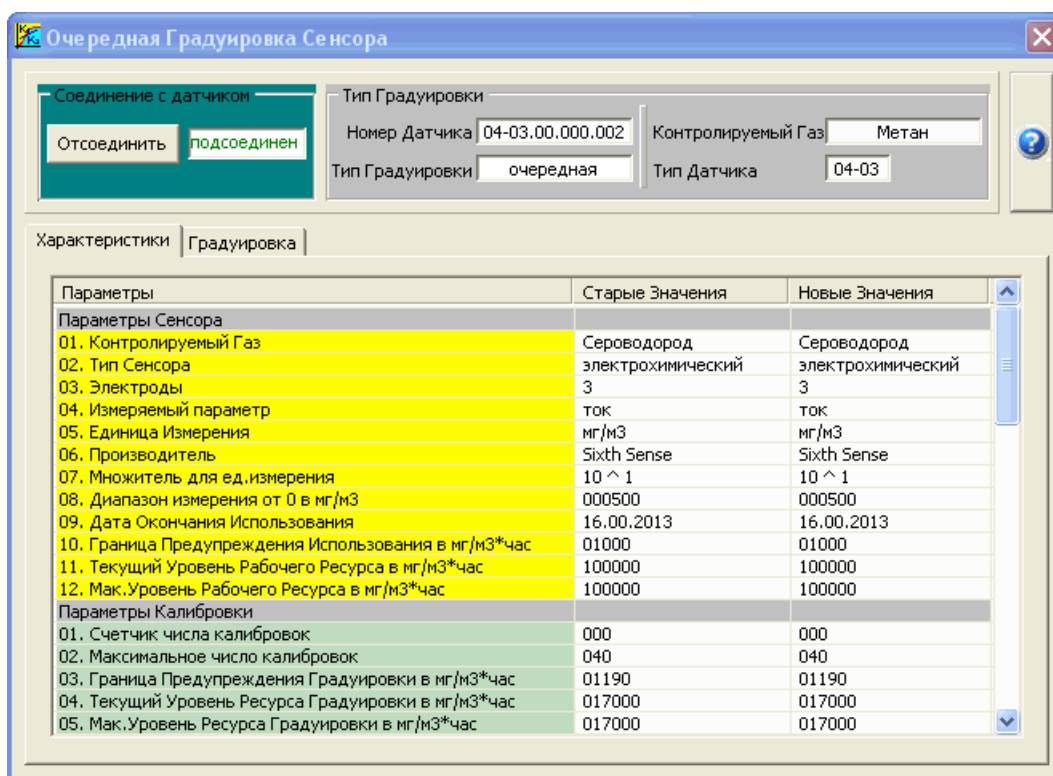 Очередная Градуировка Сенсора
Соединение с датчиком
Отсоединить подсоединен
Тип Градуировки
Номер Датчика 04-03.00.000.002 Контролируемый Газ Метан
Тип Градуировки очередная Тип Датчика 04-03
Характеристики Градуировка
Параметры Старые Значения Новые Значения
Параметры Сенсора
01. Контролируемый Газ Сероводород Сероводород
02. Тип Сенсора электрохимический электрохимический
03. Электроды 3 3
04. Измеряемый параметр ток ток
05. Единица Измерения мг/м3 мг/м3
06. Производитель Sixth Sense Sixth Sense
07. Множитель для ед.измерения 10 ^ 1 10 ^ 1
08. Диапазон измерения от 0 в мг/м3 000500 000500
09. Дата Окончания Использования 16.00.2013 16.00.2013
10. Граница Предупреждения Использования в мг/м3*час 01000 01000
11. Текущий Уровень Рабочего Ресурса в мг/м3*час 100000 100000
12. Мак.Уровень Рабочего Ресурса в мг/м3*час 100000 100000
Параметры Калибровки
01. Счетчик числа калибровок 000 000
02. Максимальное число калибровок 040 040
03. Граница Предупреждения Градуировки в мг/м3*час 01190 01190
04. Текущий Уровень Ресурса Градуировки в мг/м3*час 017000 017000
05. Мак.Уровень Ресурса Градуировки в мг/м3*час 017000 017000